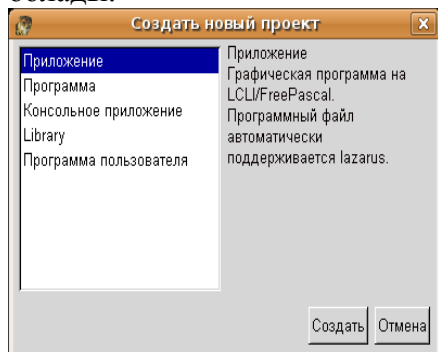 Создать новый проект
Приложение
Программа
Консольное приложение
Library
Программа пользователя
Приложение
Графическая программа на
LCL/FreePascal.
Программный файл
автоматически
поддерживается lazarus.
Создать
Отмена